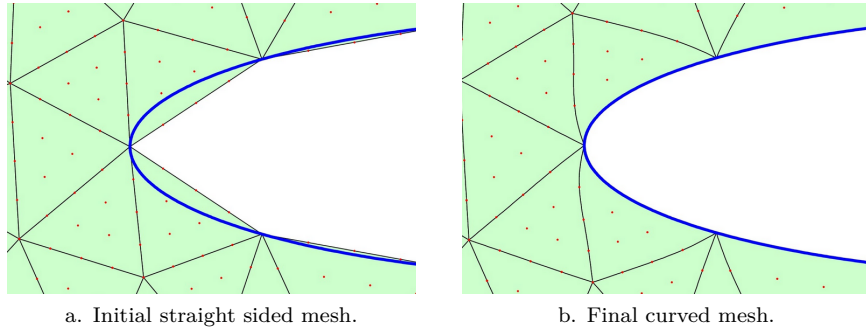 a. Initial straight sided mesh.
b. Final curved mesh.